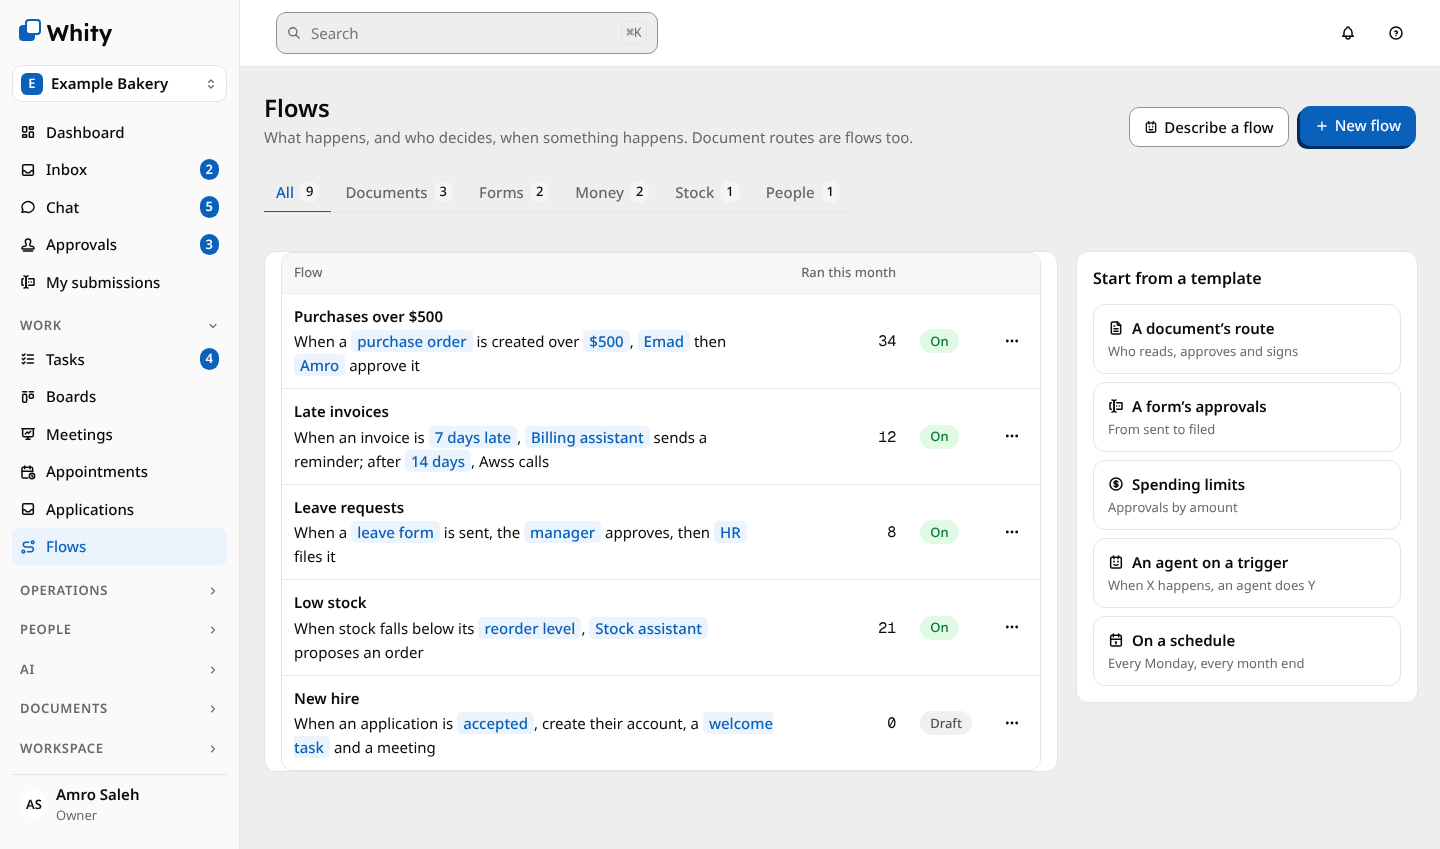 Whity
Search
⌘K
E Example Bakery
Dashboard
Inbox 2
Chat 5
Approvals 3
My submissions
WORK
Tasks 4
Boards
Meetings
Appointments
Applications
Flows
OPERATIONS
PEOPLE
AI
DOCUMENTS
WORKSPACE
AS Amro Saleh
Owner
Flows
What happens, and who decides, when something happens. Document routes are flows too.
Describe a flow
+ New flow
All 9 Documents 3 Forms 2 Money 2 Stock 1 People 1
Flow Ran this month
Purchases over $500
When a purchase order is created over $500 , Emad then
Amro approve it
34 On ...
Late invoices
When an invoice is 7 days late , Billing assistant sends a
reminder; after 14 days , Awss calls
12 On ...
Leave requests
When a leave form is sent, the manager approves, then HR
files it
8 On ...
Low stock
When stock falls below its reorder level , Stock assistant
proposes an order
21 On ...
New hire
When an application is accepted , create their account, a welcome
task and a meeting
0 Draft ...
Start from a template
A document’s route
Who reads, approves and signs
A form’s approvals
From sent to filed
Spending limits
Approvals by amount
An agent on a trigger
When X happens, an agent does Y
On a schedule
Every Monday, every month end